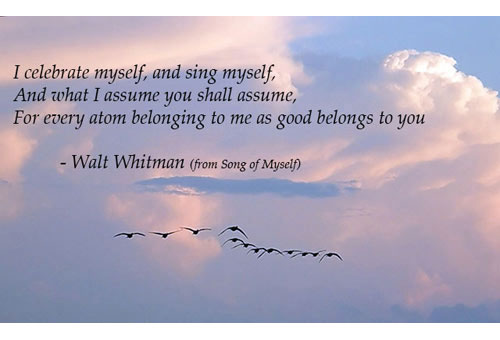 I celebrate myself, and sing myself,
And what I assume you shall assume,
For every atom belonging to me as good belongs to you
- Walt Whitman (from Song of Myself)